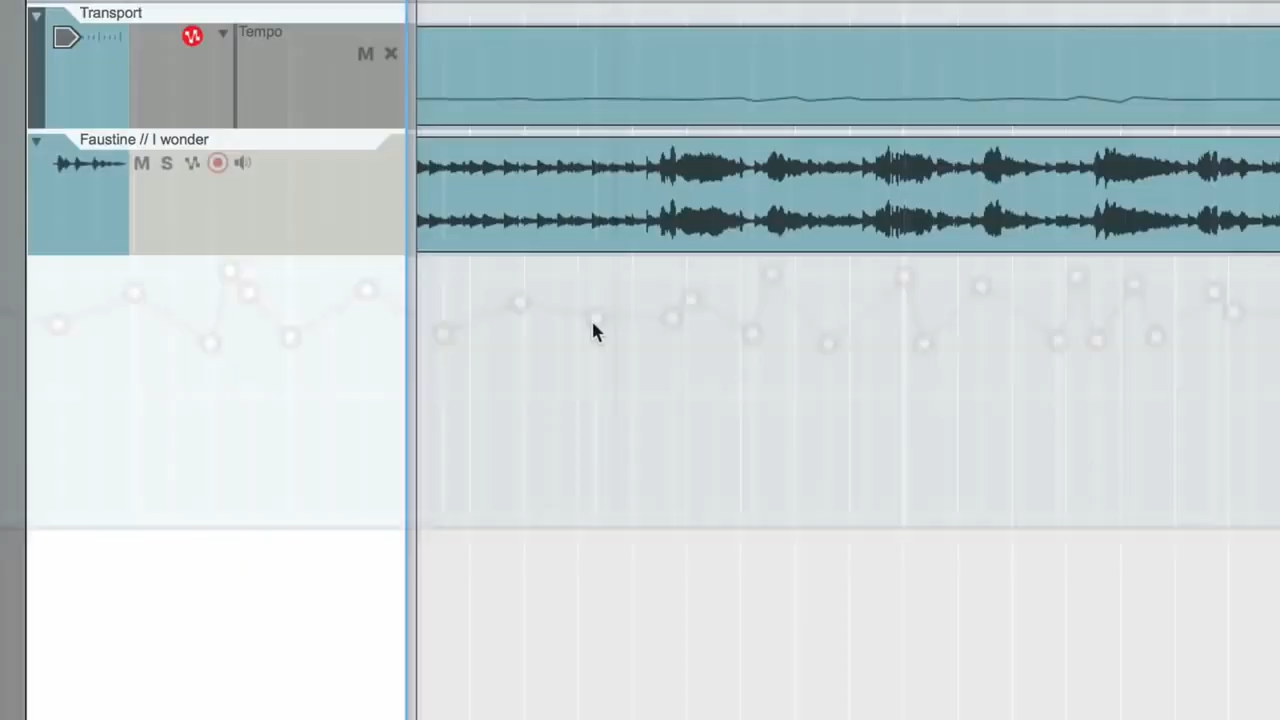 Transport
Tempo
M
Faustine // I wonder
M S